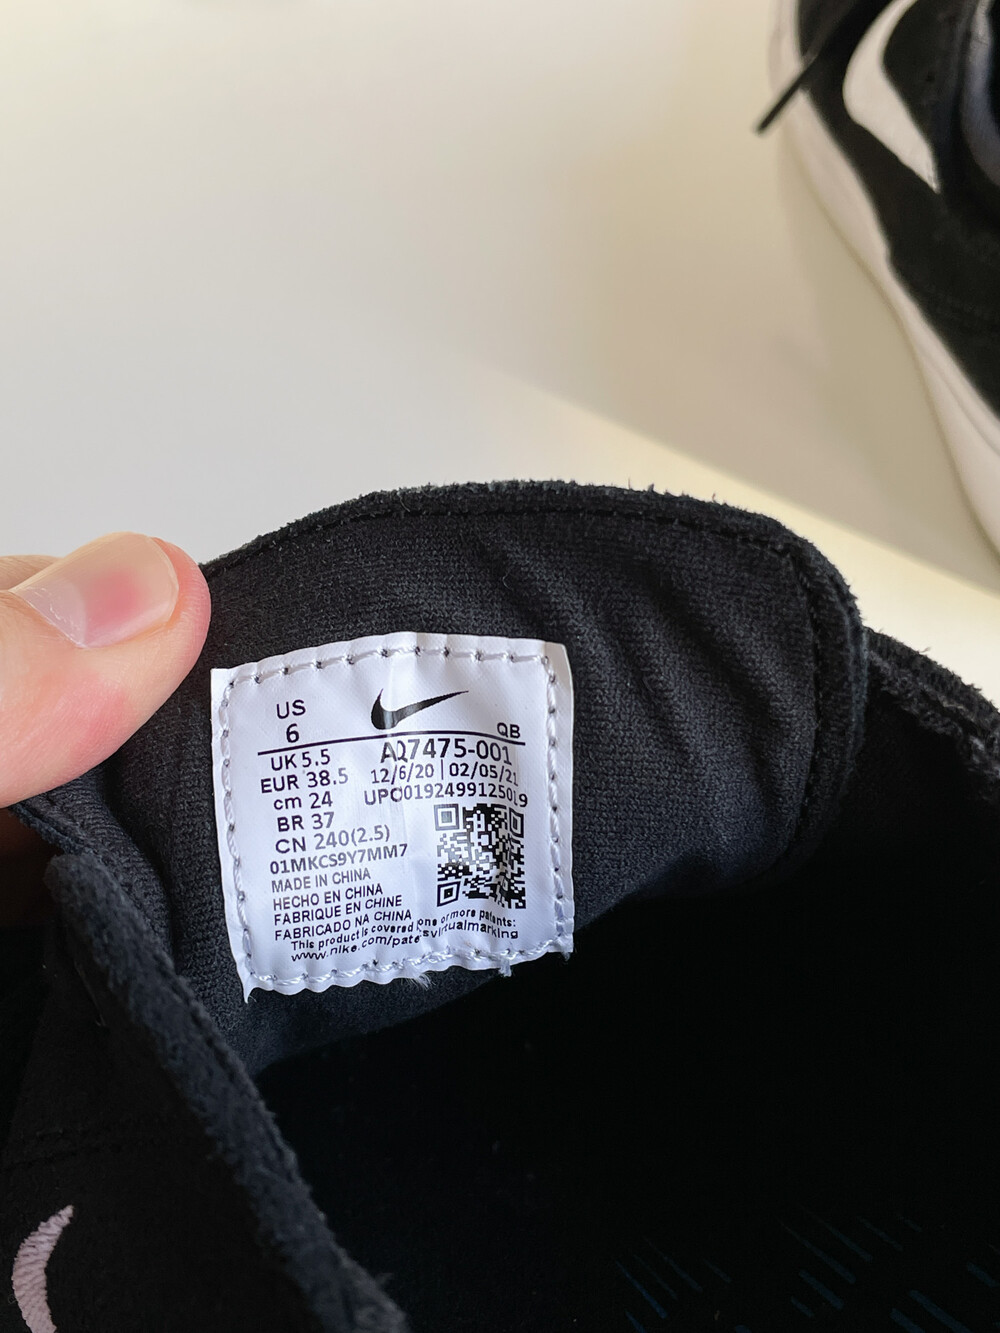 US
6
QB
UK 5.5
EUR 38.5
cm 24
BR 37
CN 240(2.5)
AQ7475-001
12/6/20 | 02/05/21
UPC0192499125019
01MKCS9Y7MM7
MADE IN CHINA
HECHO EN CHINA
FABRIQUE EN CHINE
FABRICADO NA CHINA
This product is covered one or more patents:
www.nike.com/patentsvirtualmarking